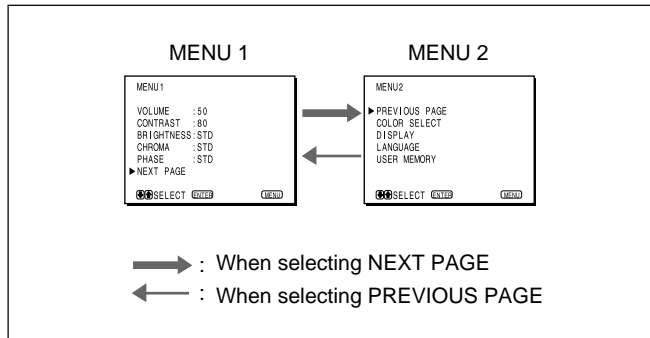 MENU 1
MENU1
VOLUME :50
CONTRAST :80
BRIGHTNESS:STD
CHROMA :STD
PHASE :STD
▶NEXT PAGE
SELECT ENTER MENU
MENU 2
MENU2
▶PREVIOUS PAGE
COLOR SELECT
DISPLAY
LANGUAGE
USER MEMORY
SELECT ENTER MENU
: When selecting NEXT PAGE
: When selecting PREVIOUS PAGE